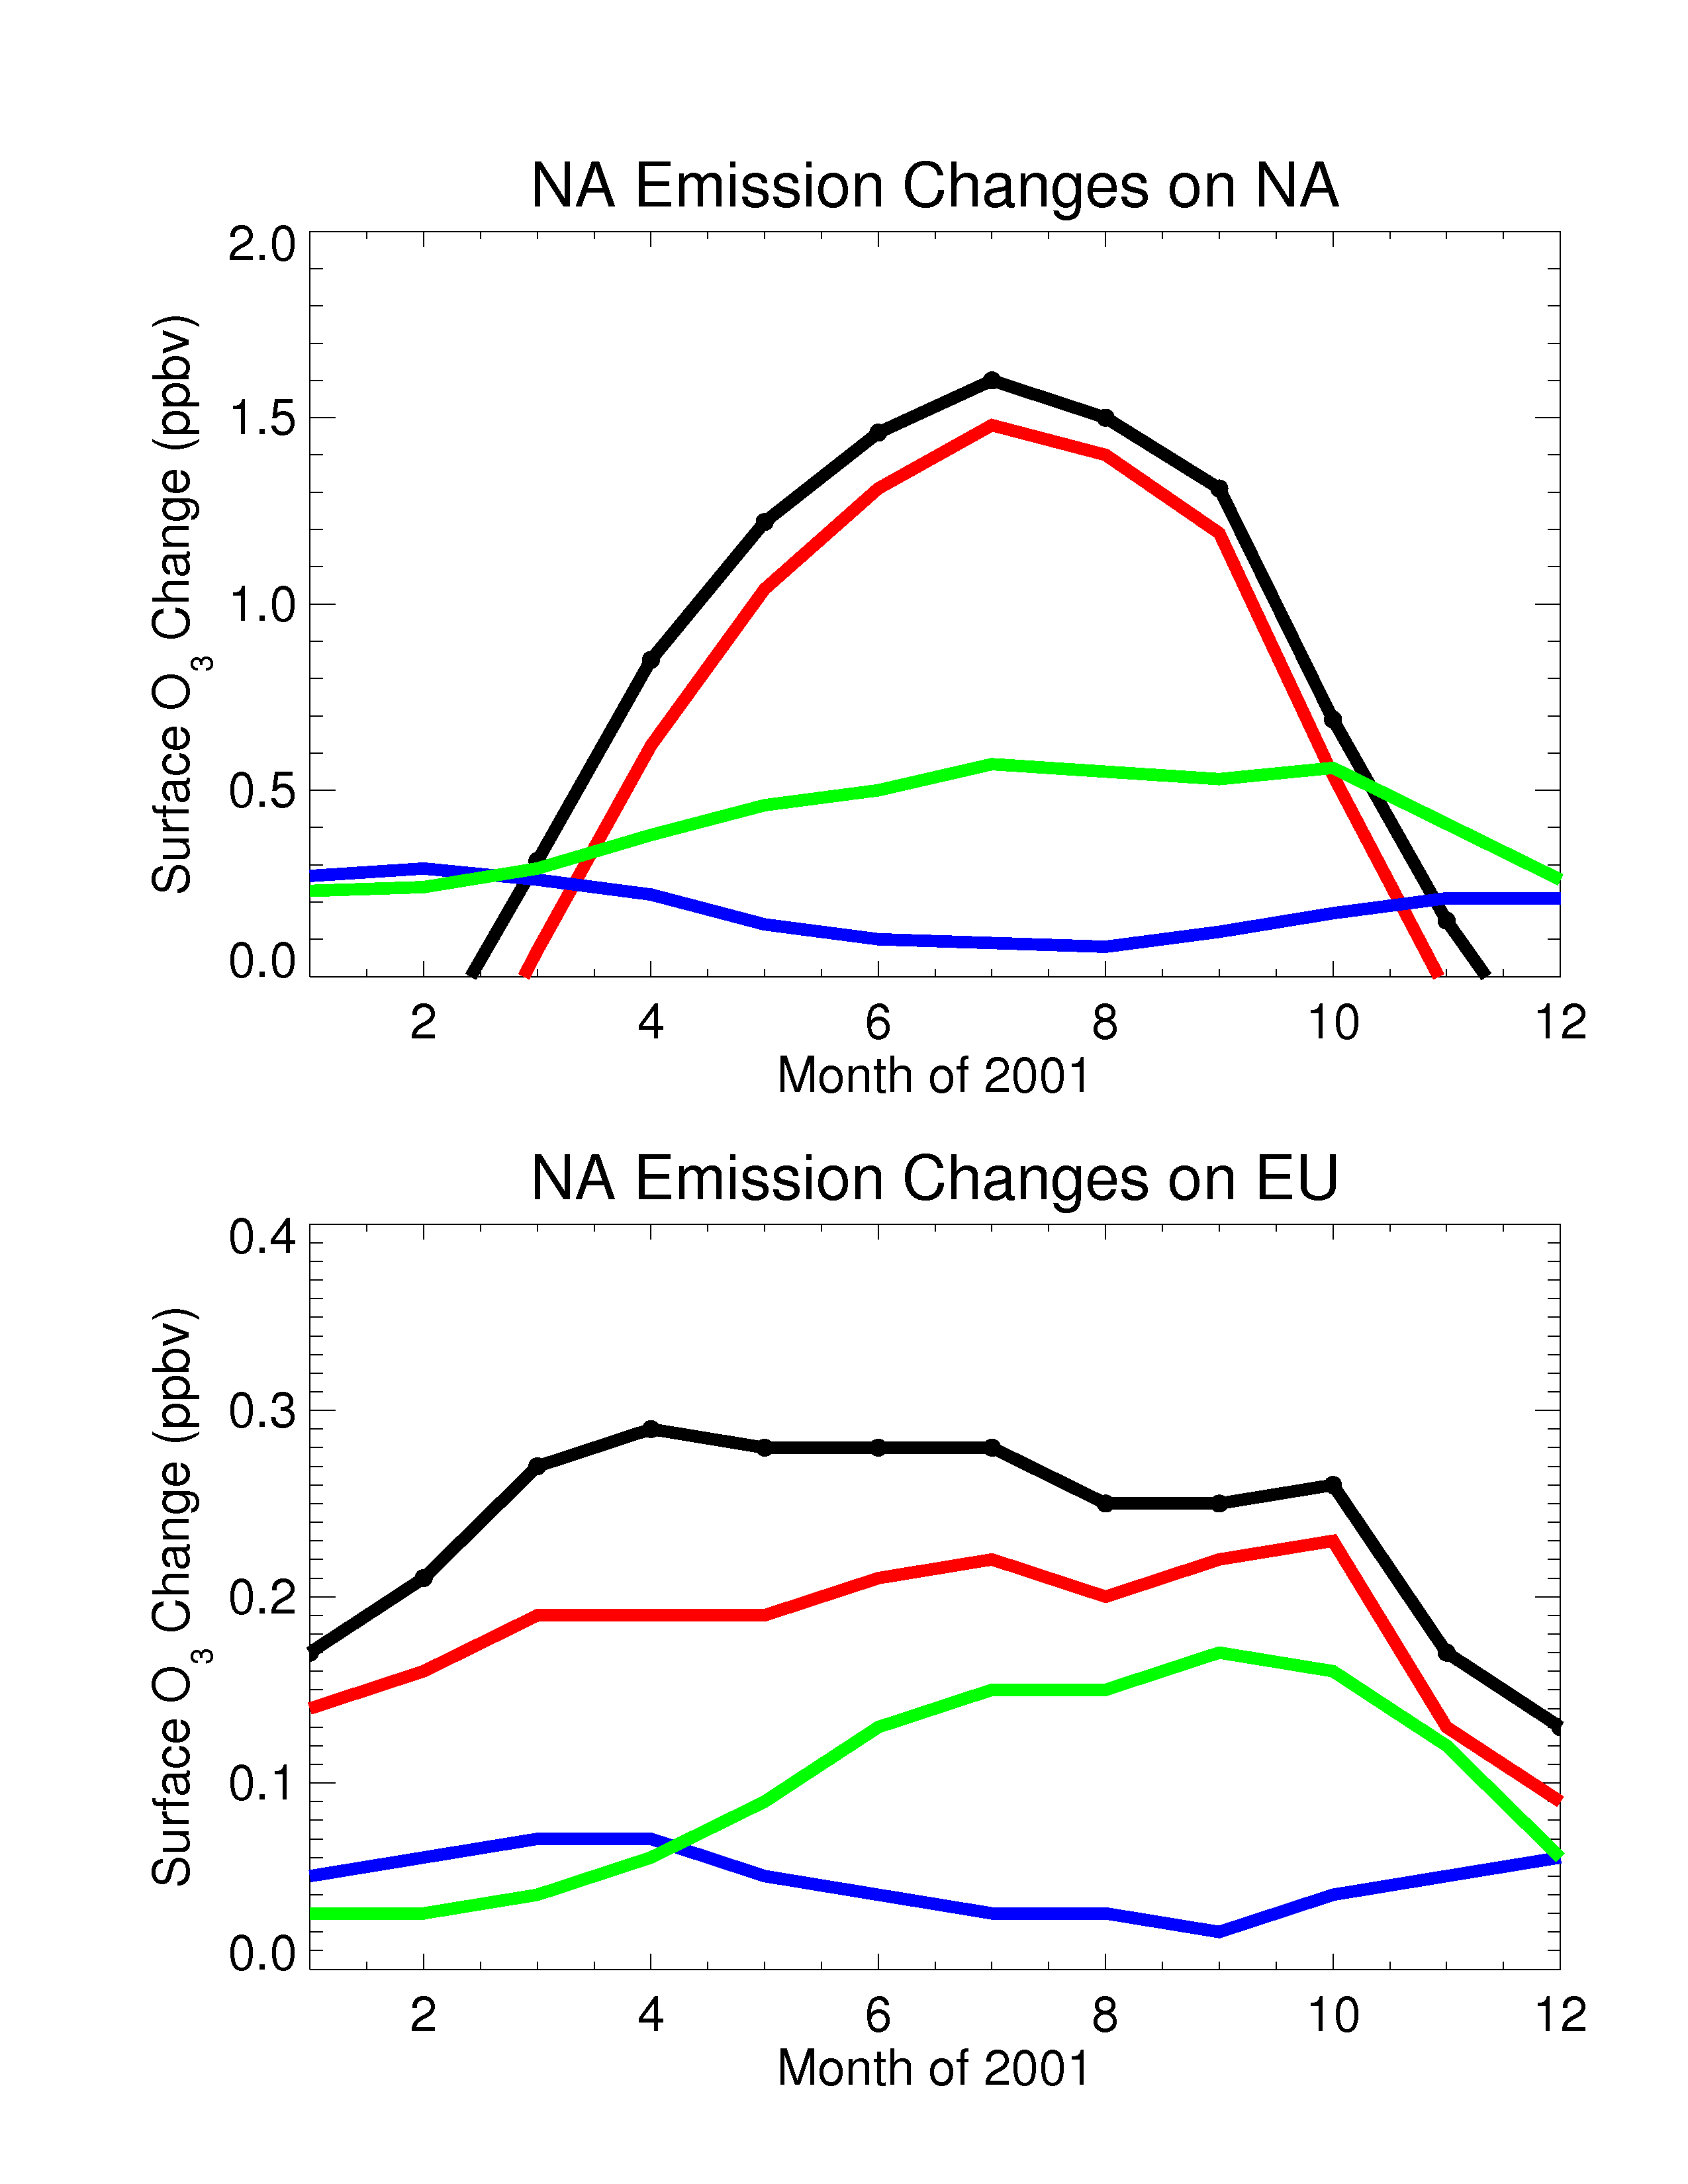 NA Emission Changes on NA
2.0
1.5
1.0
0.5
0.0
Surface O3 Change (ppbv)
2 4 6 8 10 12
Month of 2001
NA Emission Changes on EU
0.4
0.3
0.2
0.1
0.0
Surface O3 Change (ppbv)
2 4 6 8 10 12
Month of 2001